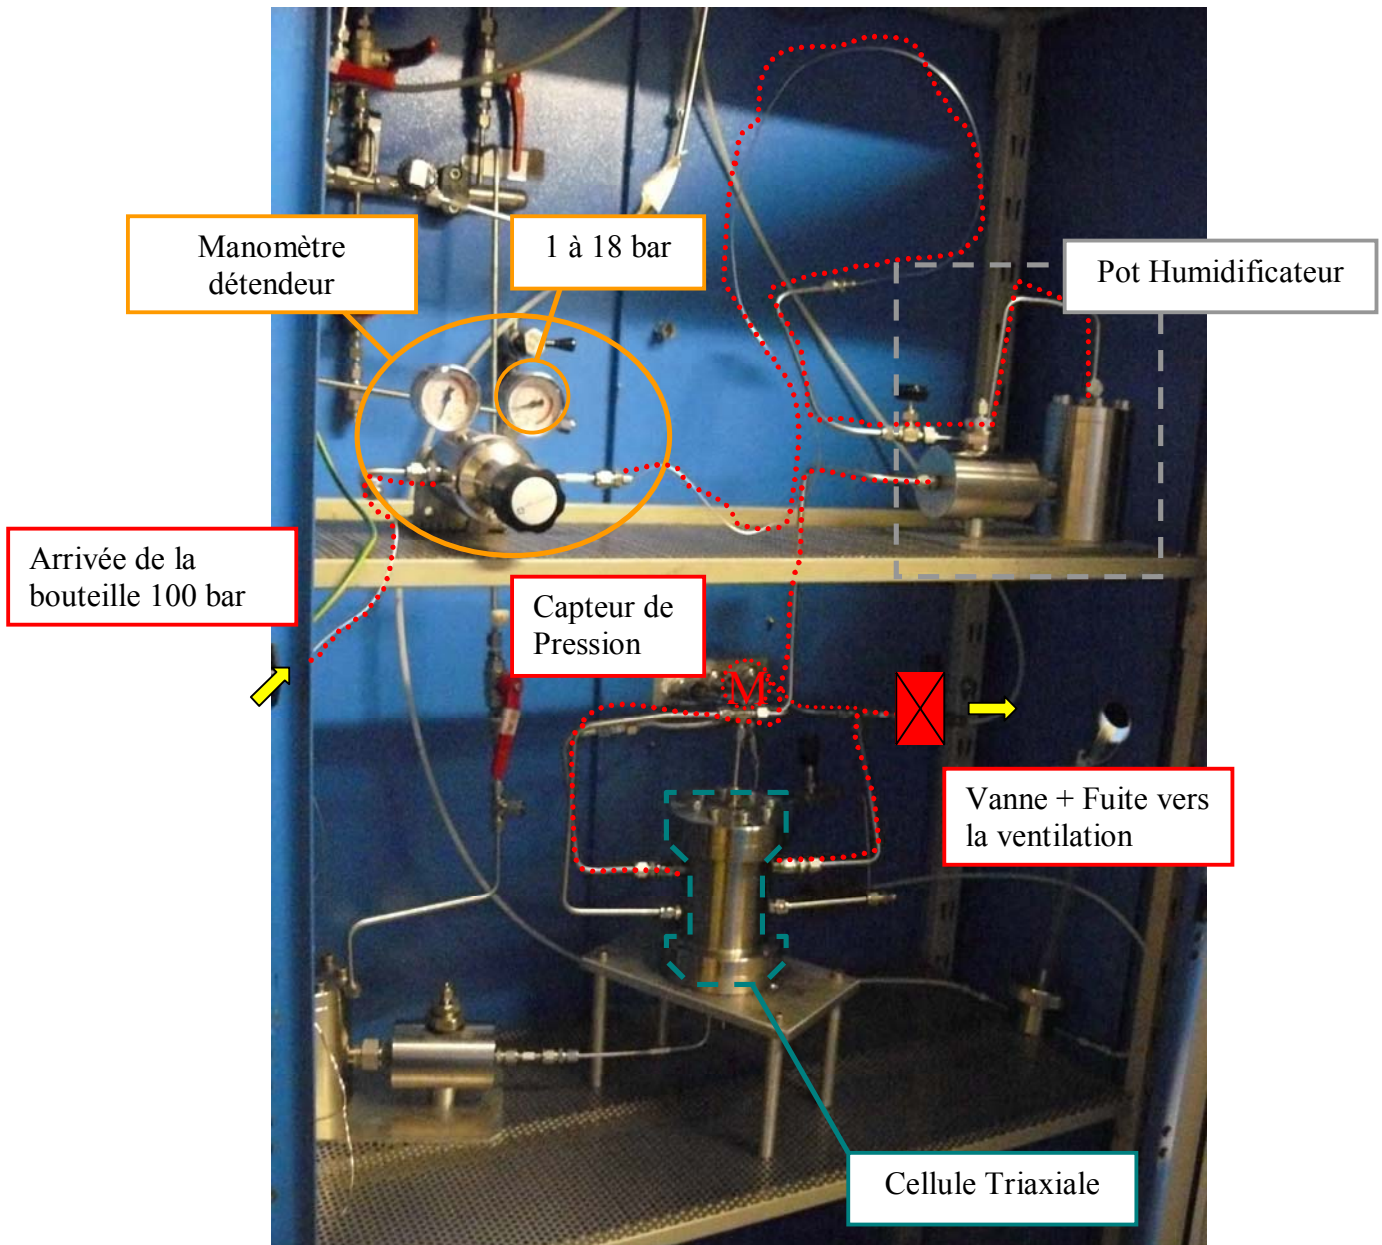 Manomètre
détendeur
1 à 18 bar
Pot Humidificateur
Arrivée de la
bouteille 100 bar
Capteur de
Pression
M
Vanne + Fuite vers
la ventilation
Cellule Triaxiale